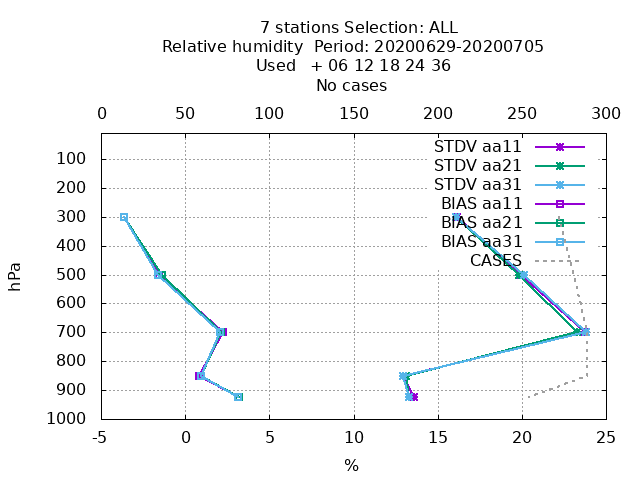 7 stations Selection: ALL
Relative humidity  Period: 20200629-20200705
Used   + 06 12 18 24 36
No cases
0 50 100 150 200 250 300
STDV aa11
STDV aa21
STDV aa31
BIAS aa11
BIAS aa21
BIAS aa31
CASES
100
200
300
400
500
600
700
800
900
1000
hPa
-5 0 5 10 15 20 25
%